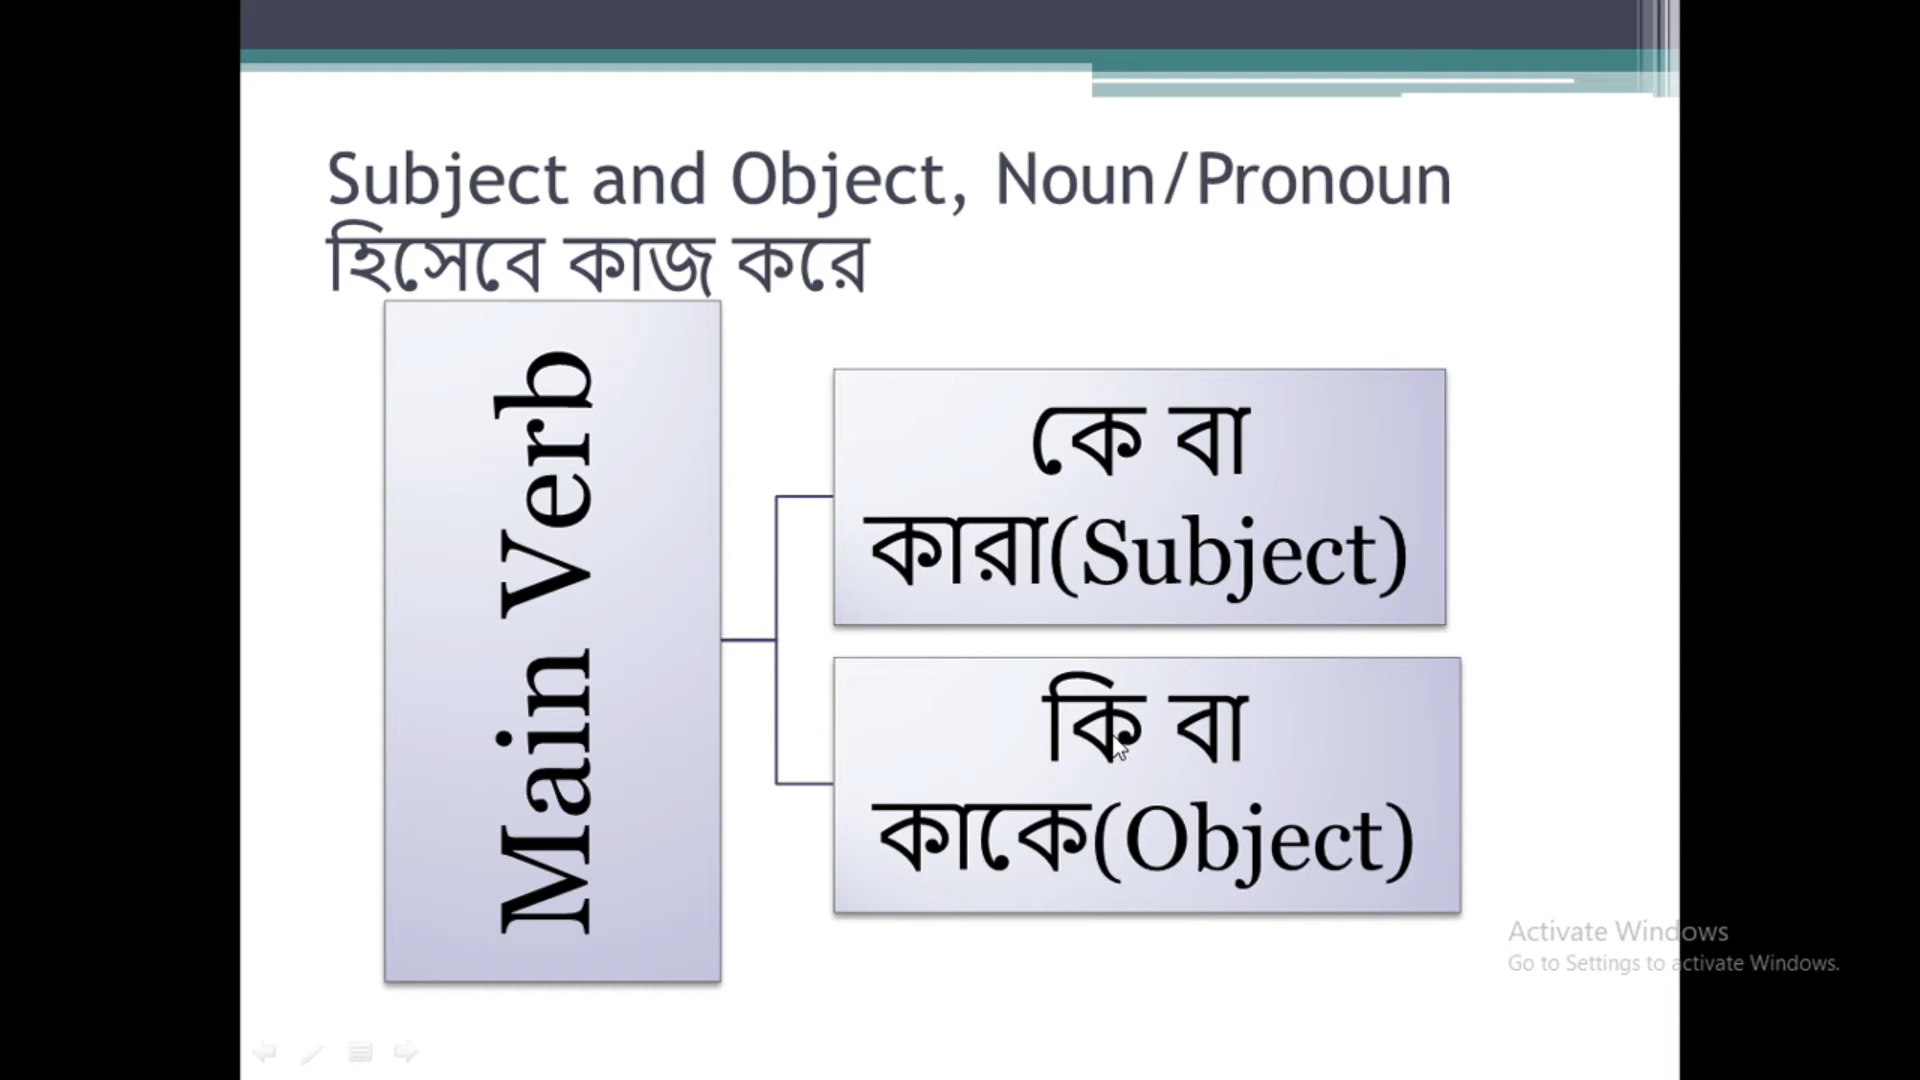 Subject and Object, Noun/Pronoun
হিসেবে কাজ করে
Main Verb
কে বা
কারা(Subject)
কি বা
কাকে(Object)
Activate Windows
Go to Settings to activate Windows.